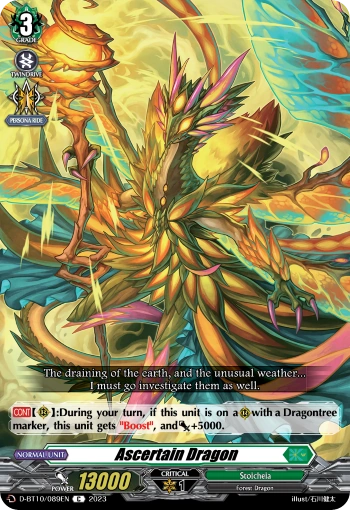 3
GRADE
TWINDRIVE
PERSONA RIDE
The draining of the earth, and the unusual weather...
I must go investigate them as well.
CONT【 R 】:During your turn, if this unit is on a R with a Dragontree
marker, this unit gets "Boost", and +5000.
NORMAL UNIT
Ascertain Dragon
POWER 13000
CRITICAL
1
Stoicheia
Forest Dragon
D-BT10/089EN C 2023
illust/石川健太